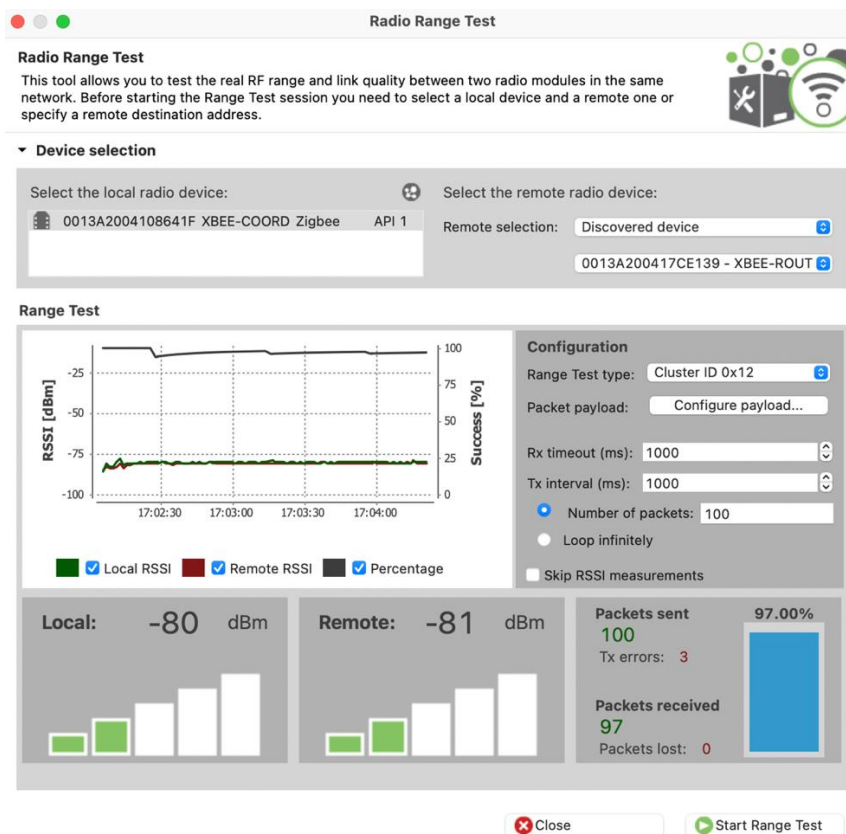 Radio Range Test
Radio Range Test
This tool allows you to test the real RF range and link quality between two radio modules in the same
network. Before starting the Range Test session you need to select a local device and a remote one or
specify a remote destination address.
Device selection
Select the local radio device:
0013A2004108641F XBEE-COORD Zigbee API 1
Select the remote radio device:
Remote selection: Discovered device
0013A200417CE139 - XBEE-ROUT
Range Test
RSSI [dBm]
-25
-50
-75
-100
100
75
50
25
0
Success [%]
17:02:30 17:03:00 17:03:30 17:04:00
Local RSSI Remote RSSI Percentage
Configuration
Range Test type: Cluster ID 0x12
Packet payload: Configure payload...
Rx timeout (ms): 1000
Tx interval (ms): 1000
Number of packets: 100
Loop infinitely
Skip RSSI measurements
Local: -80 dBm
Remote: -81 dBm
Packets sent
100
Tx errors: 3
Packets received
97
Packets lost: 0
97.00%
Close
Start Range Test